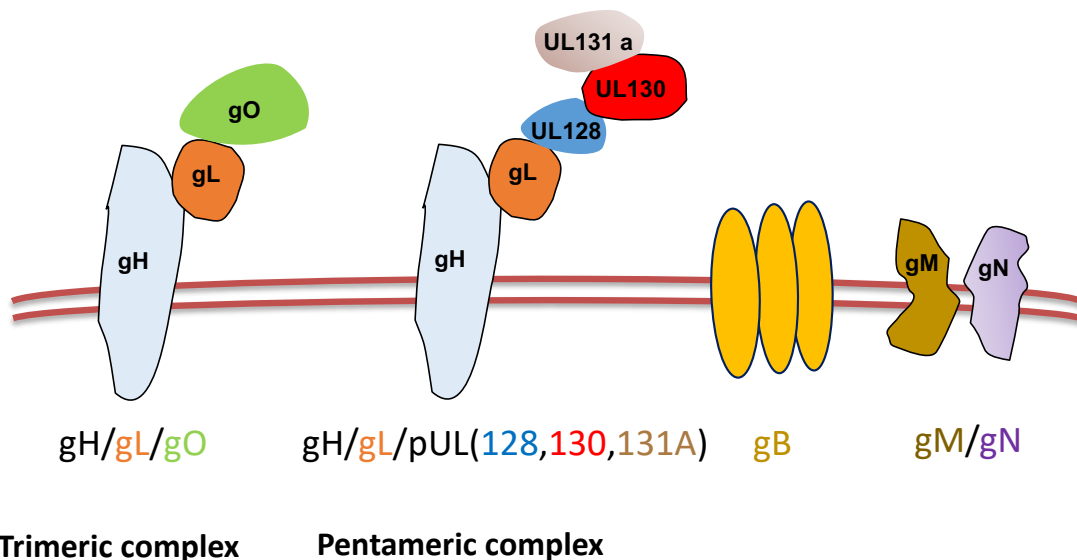 UL131 a
UL130
gO
UL128
gL
gL
gH
gH
gM
gN
gH/gL/gO
gH/gL/pUL(128,130,131A)
gB
gM/gN
Trimeric complex
Pentameric complex